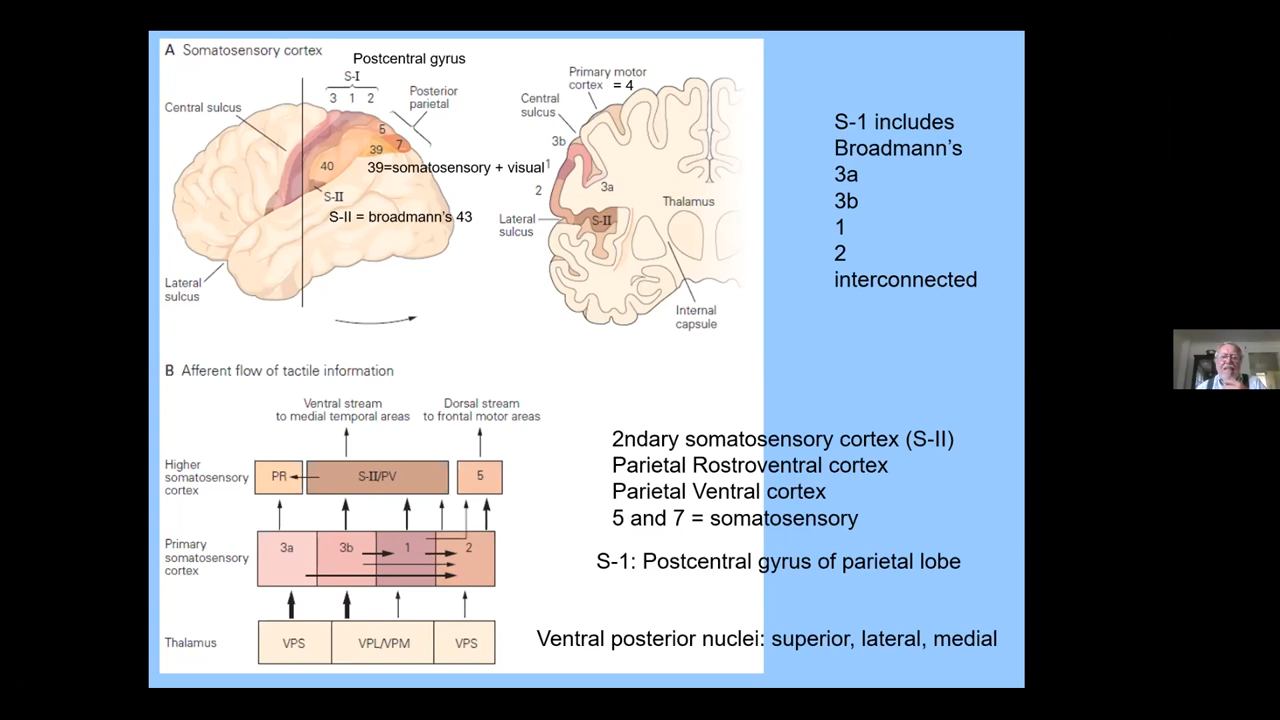 A Somatosensory cortex
Postcentral gyrus
S-I
3 1 2
Posterior
parietal
Central sulcus
5
7
39
40
39=somatosensory + visual
S-II
S-II = broadmann's 43
Lateral
sulcus
Primary motor
cortex = 4
Central
sulcus
3b
1
2
3a
Thalamus
Lateral
sulcus
S-II
Internal
capsule
S-1 includes
Broadmann's
3a
3b
1
2
interconnected
B Afferent flow of tactile information
Ventral stream
to medial temporal areas
Dorsal stream
to frontal motor areas
Higher
somatosensory
cortex
PR
S-II/PV
5
Primary
somatosensory
cortex
3a
3b
1
2
Thalamus
VPS
VPL/VPM
VPS
2ndary somatosensory cortex (S-II)
Parietal Rostroventral cortex
Parietal Ventral cortex
5 and 7 = somatosensory
S-1: Postcentral gyrus of parietal lobe
Ventral posterior nuclei: superior, lateral, medial